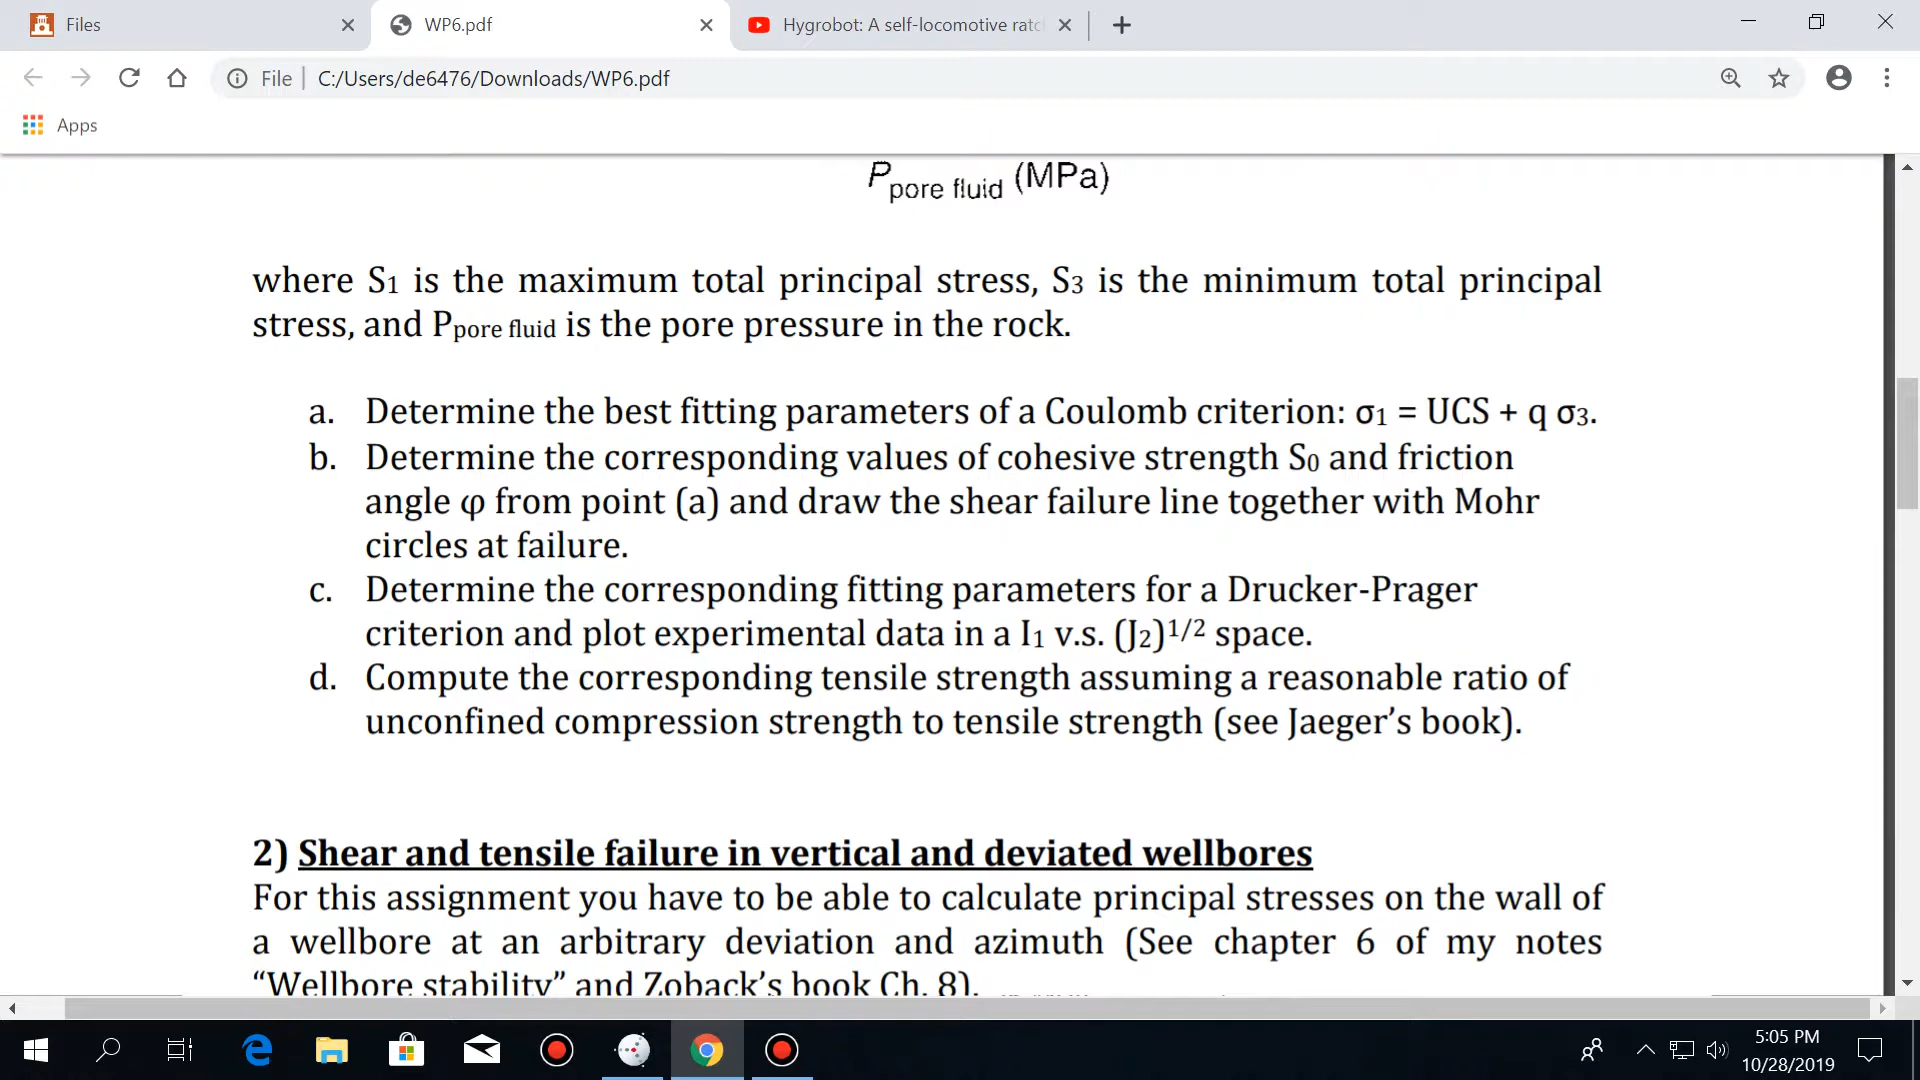 Files
WP6.pdf
Hygrobot: A self-locomotive ratc
File
C:/Users/de6476/Downloads/WP6.pdf
Apps
Ppore fluid (MPa)
where S1 is the maximum total principal stress, S3 is the minimum total principal
stress, and Ppore fluid is the pore pressure in the rock.
a. Determine the best fitting parameters of a Coulomb criterion: σ1 = UCS + q σ3.
b. Determine the corresponding values of cohesive strength S0 and friction
angle φ from point (a) and draw the shear failure line together with Mohr
circles at failure.
c. Determine the corresponding fitting parameters for a Drucker-Prager
criterion and plot experimental data in a I1 v.s. (J2)1/2 space.
d. Compute the corresponding tensile strength assuming a reasonable ratio of
unconfined compression strength to tensile strength (see Jaeger’s book).
2) Shear and tensile failure in vertical and deviated wellbores
For this assignment you have to be able to calculate principal stresses on the wall of
a wellbore at an arbitrary deviation and azimuth (See chapter 6 of my notes
“Wellbore stability” and Zoback’s book Ch. 8).
5:05 PM
10/28/2019